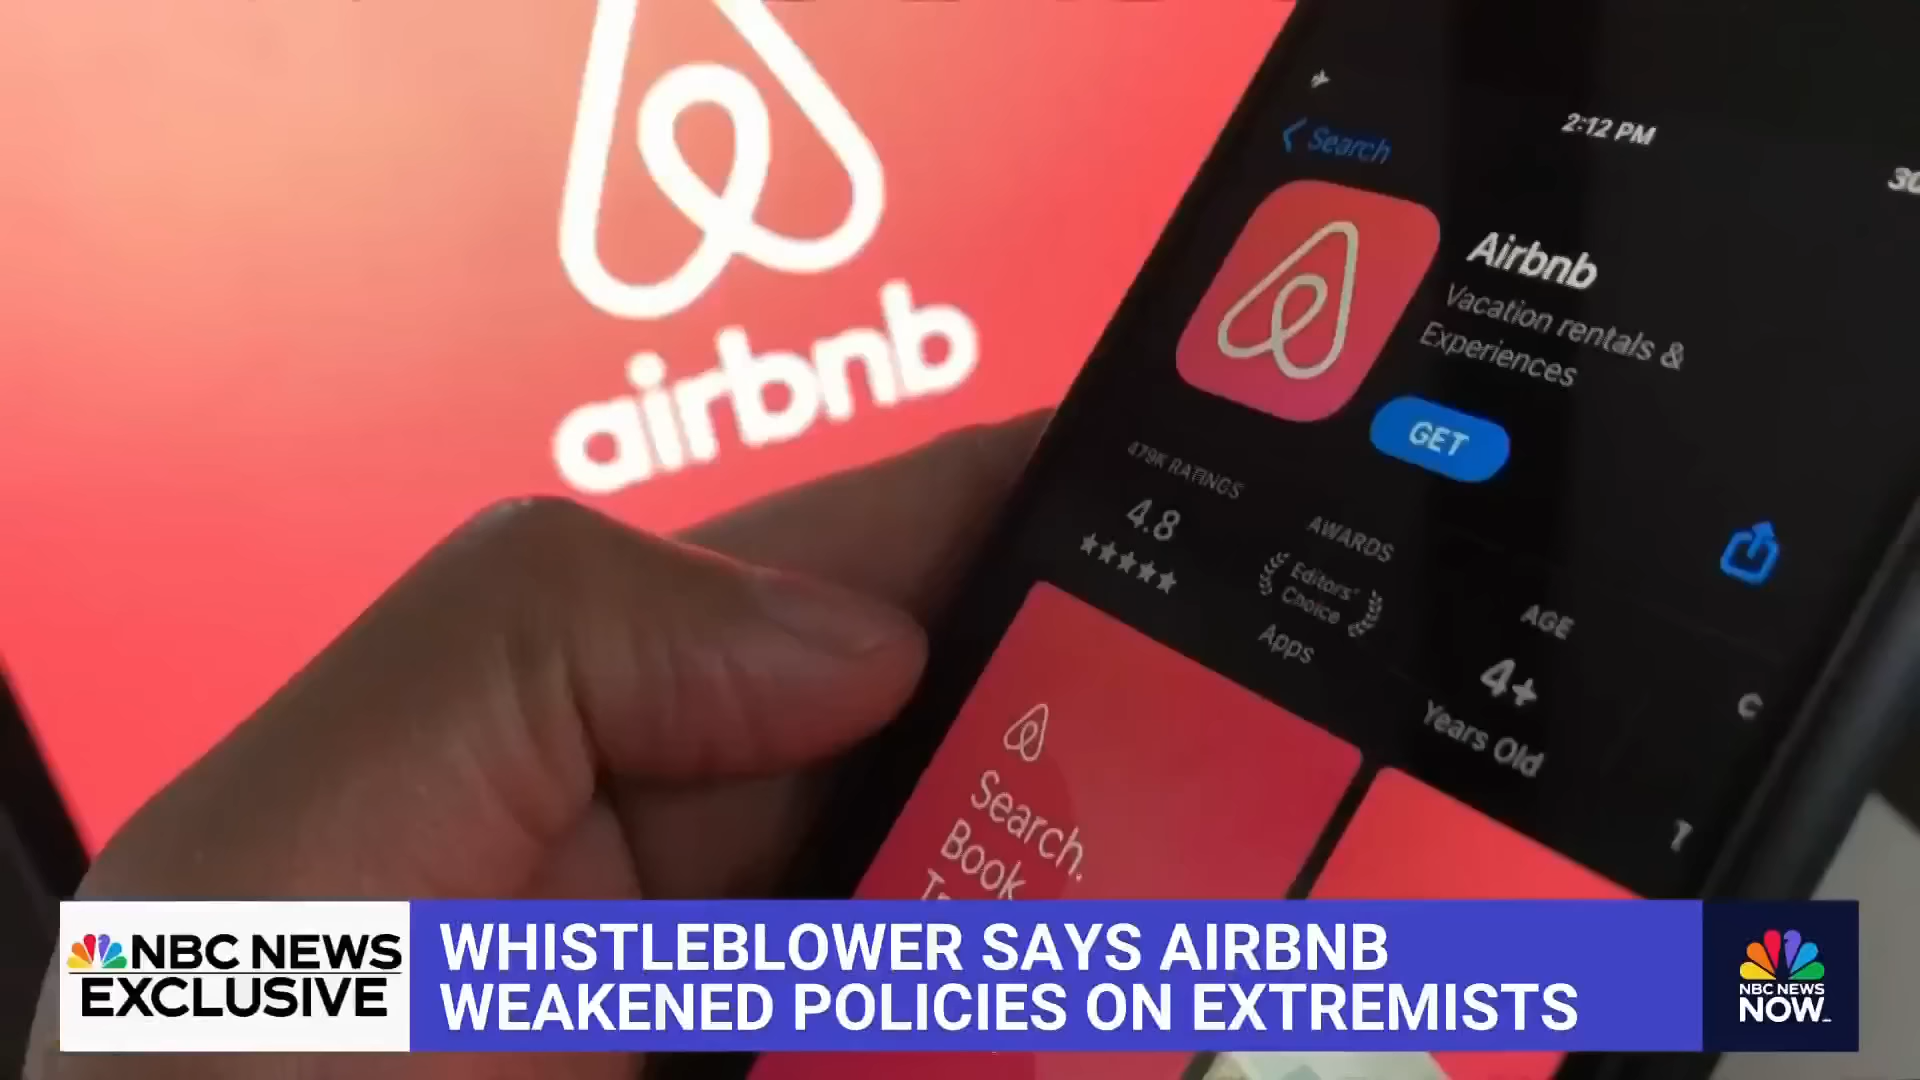 airbnb
2:12 PM
Search
Airbnb
Vacation rentals &
Experiences
GET
479K RATINGS
4.8
AWARDS
Editors'
Choice
Apps
AGE
4+
Years Old
Search.
Book
NBC NEWS
EXCLUSIVE
WHISTLEBLOWER SAYS AIRBNB
WEAKENED POLICIES ON EXTREMISTS
NBC NEWS
NOW